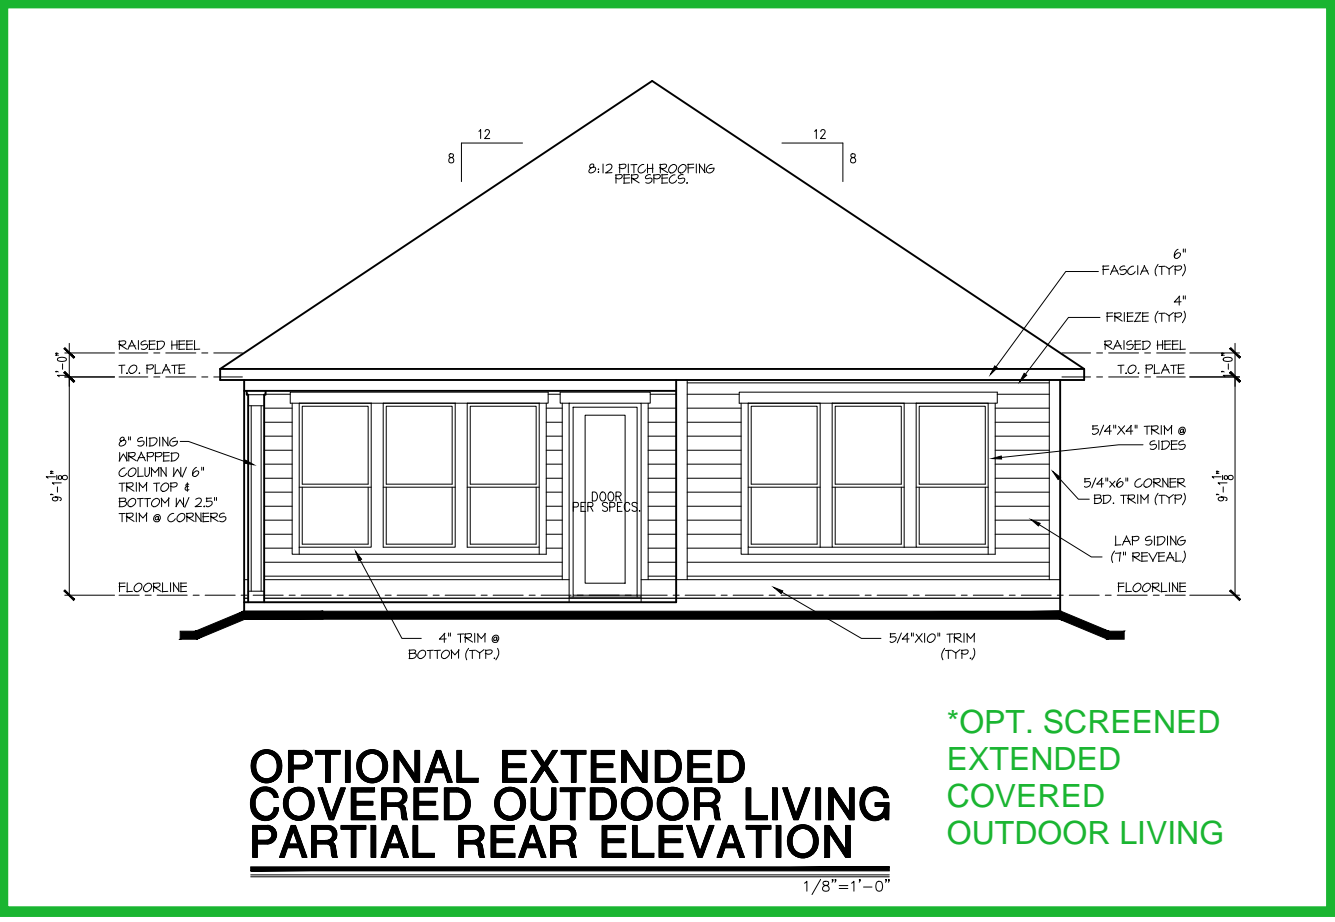 12
8
12
8
8:12 PITCH ROOFING
PER SPECS.
6"
FASCIA (TYP)
4"
FRIEZE (TYP)
RAISED HEEL
T.O. PLATE
1'-0"
RAISED HEEL
T.O. PLATE
1'-0"
8" SIDING
WRAPPED
COLUMN W/ 6"
TRIM TOP &
BOTTOM W/ 2.5"
TRIM @ CORNERS
9'-1 1/8"
DOOR
PER SPECS.
5/4"X4" TRIM @
SIDES
5/4"x6" CORNER
BD. TRIM (TYP)
9'-1 1/8"
LAP SIDING
(7" REVEAL)
FLOORLINE
FLOORLINE
4" TRIM @
BOTTOM (TYP.)
5/4"X10" TRIM
(TYP.)
OPTIONAL EXTENDED
COVERED OUTDOOR LIVING
PARTIAL REAR ELEVATION
1/8"=1'-0"
*OPT. SCREENED
EXTENDED
COVERED
OUTDOOR LIVING